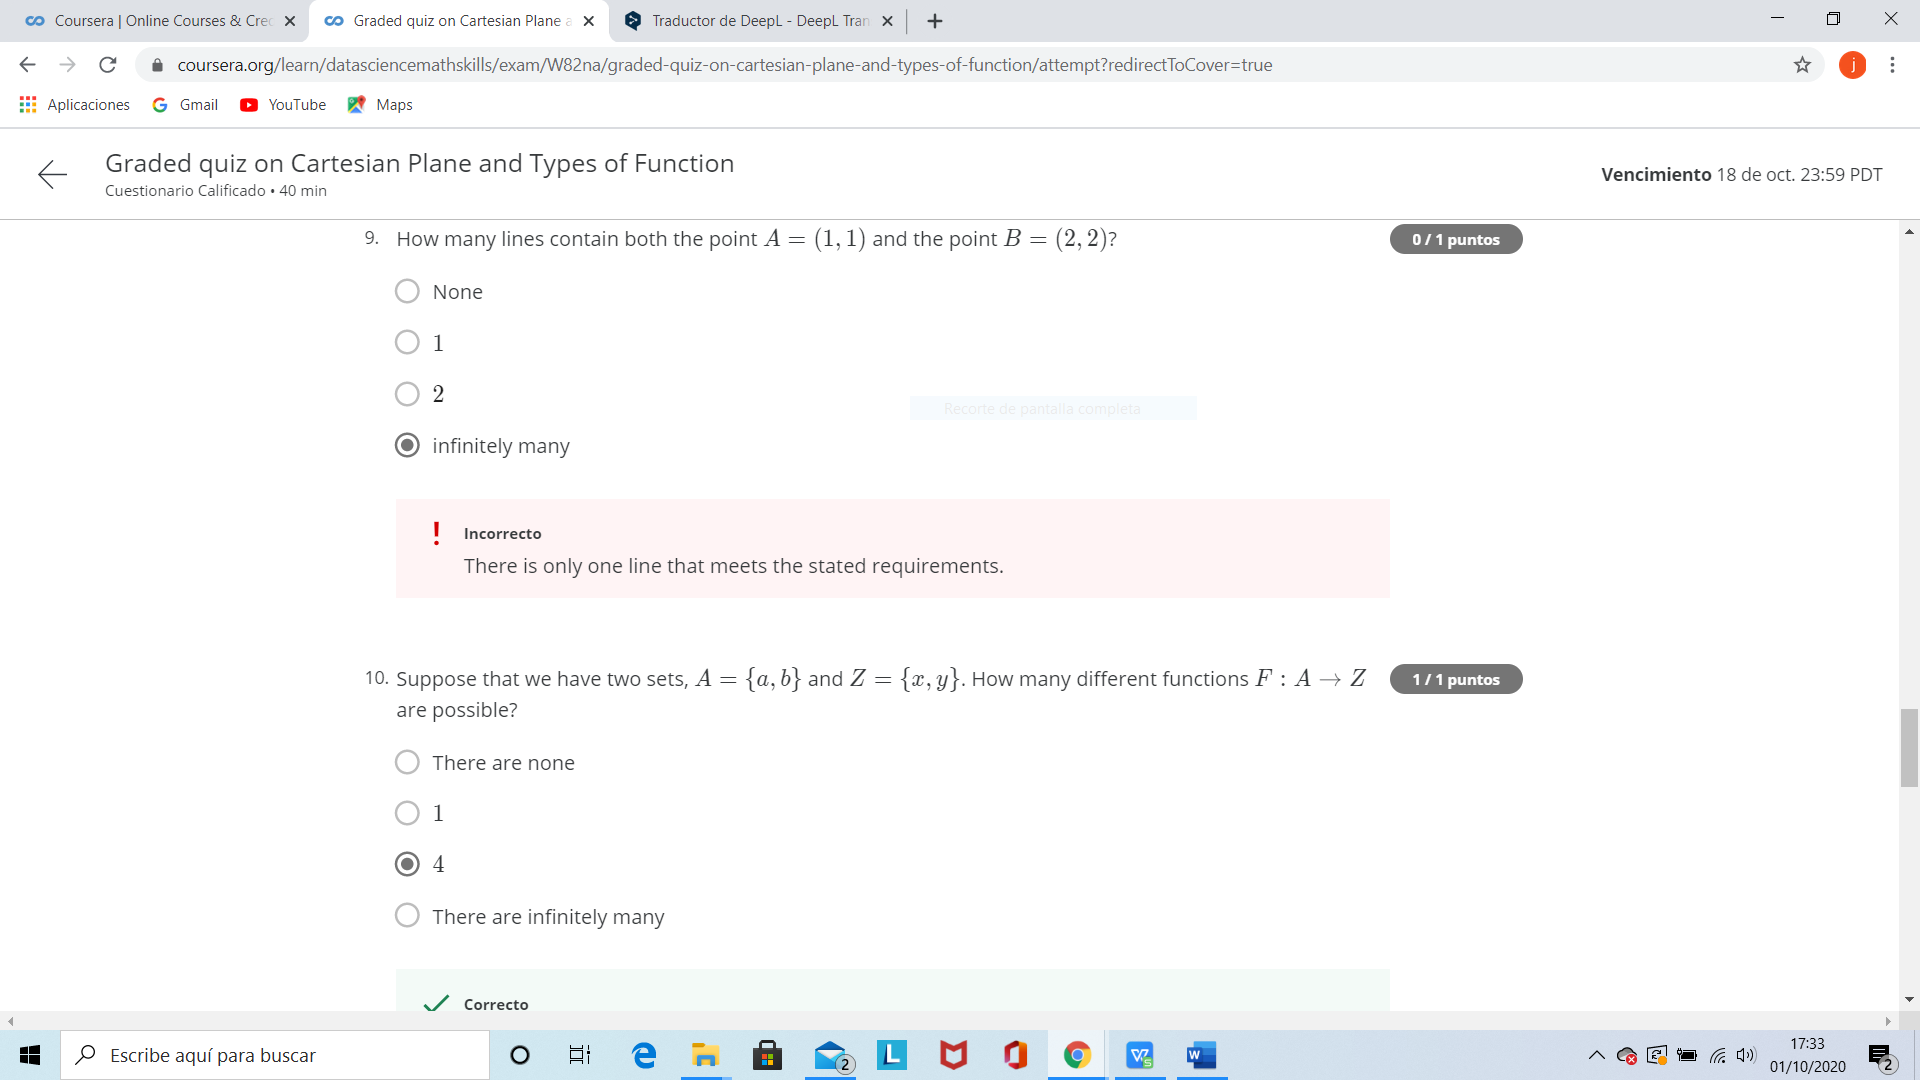 Coursera | Online Courses & Cre
Graded quiz on Cartesian Plane a
Traductor de DeepL - DeepL Tran
coursera.org/learn/datasciencemathskills/exam/W82na/graded-quiz-on-cartesian-plane-and-types-of-function/attempt?redirectToCover=true
j
Aplicaciones
Gmail
YouTube
Maps
Graded quiz on Cartesian Plane and Types of Function
Cuestionario Calificado • 40 min
Vencimiento 18 de oct. 23:59 PDT
9. How many lines contain both the point A = (1, 1) and the point B = (2, 2)?
0 / 1 puntos
None
1
2
Recorte de pantalla completa
infinitely many
! Incorrecto
There is only one line that meets the stated requirements.
10. Suppose that we have two sets, A = {a, b} and Z = {x, y}. How many different functions F : A → Z
are possible?
1 / 1 puntos
There are none
1
4
There are infinitely many
Correcto
Escribe aquí para buscar
2
L
W
17:33
01/10/2020
2